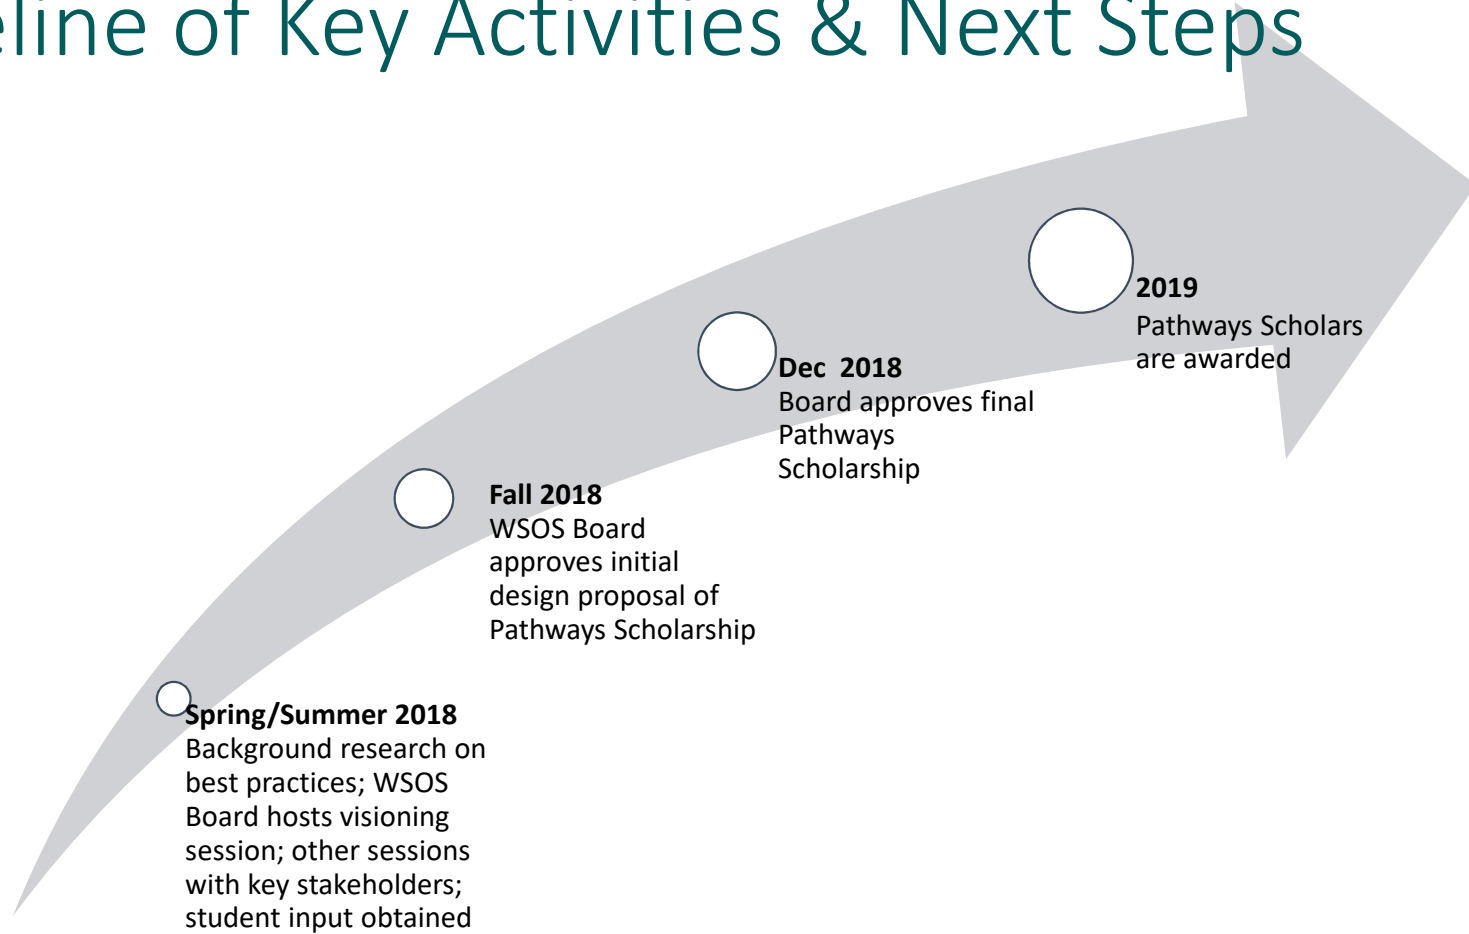 eline of Key Activities & Next Steps
2019
Pathways Scholars
are awarded
Dec  2018
Board approves final
Pathways
Scholarship
Fall 2018
WSOS Board
approves initial
design proposal of
Pathways Scholarship
Spring/Summer 2018
Background research on
best practices; WSOS
Board hosts visioning
session; other sessions
with key stakeholders;
student input obtained